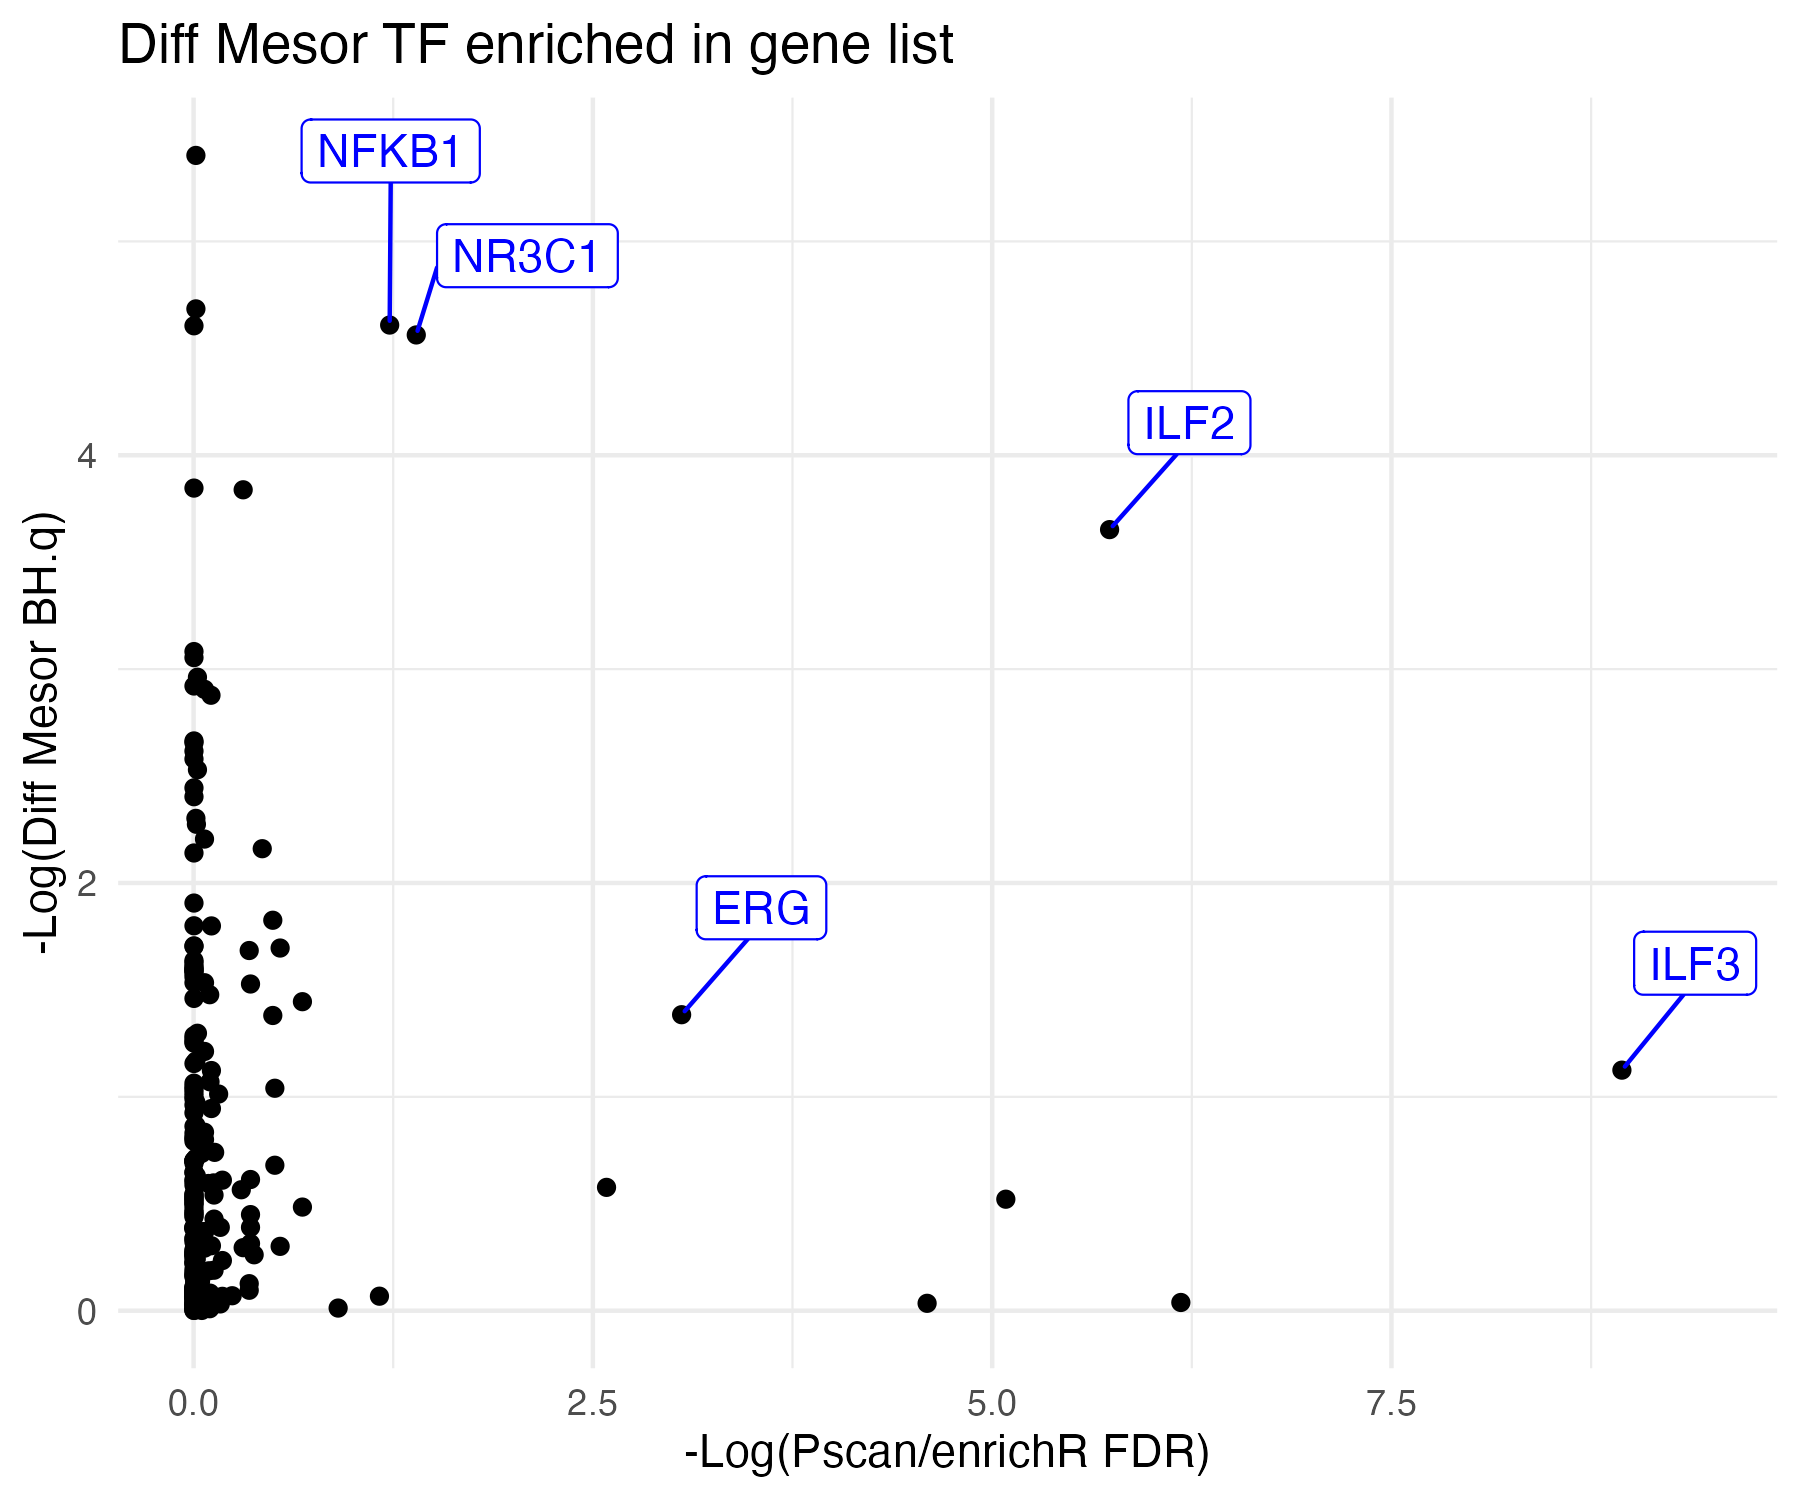 Diff Mesor TF enriched in gene list
NFKB1
NR3C1
ILF2
ERG
ILF3
-Log(Diff Mesor BH.q)
4
2
0
0.0
2.5
5.0
7.5
-Log(Pscan/enrichR FDR)